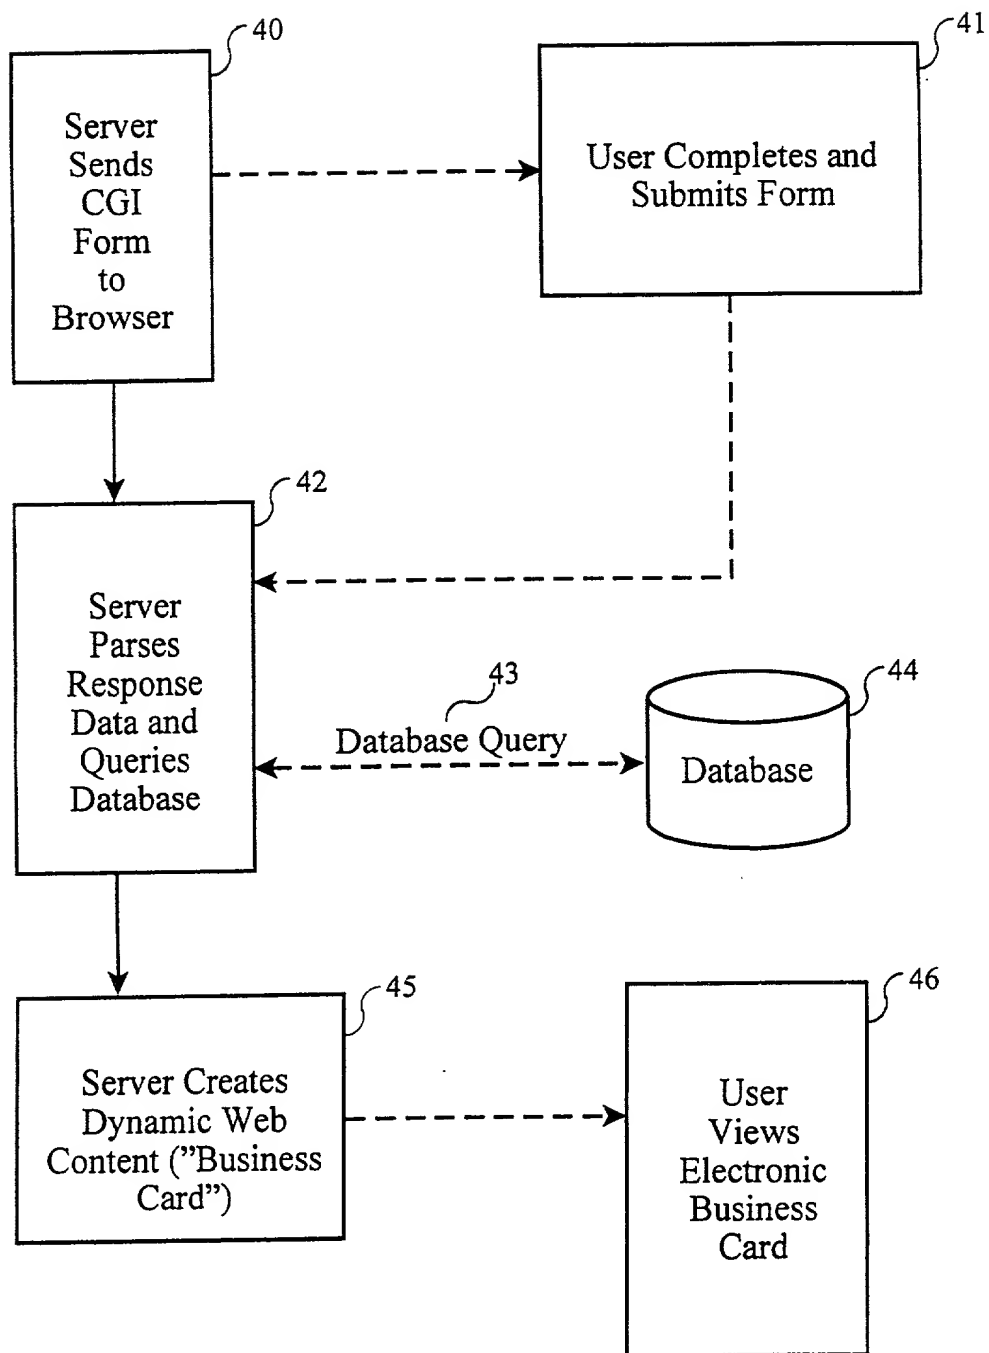 40
Server
Sends
CGI
Form
to
Browser
41
User Completes and
Submits Form
42
Server
Parses
Response
Data and
Queries
Database
43
Database Query
44
Database
45
Server Creates
Dynamic Web
Content (”Business
Card”)
46
User
Views
Electronic
Business
Card